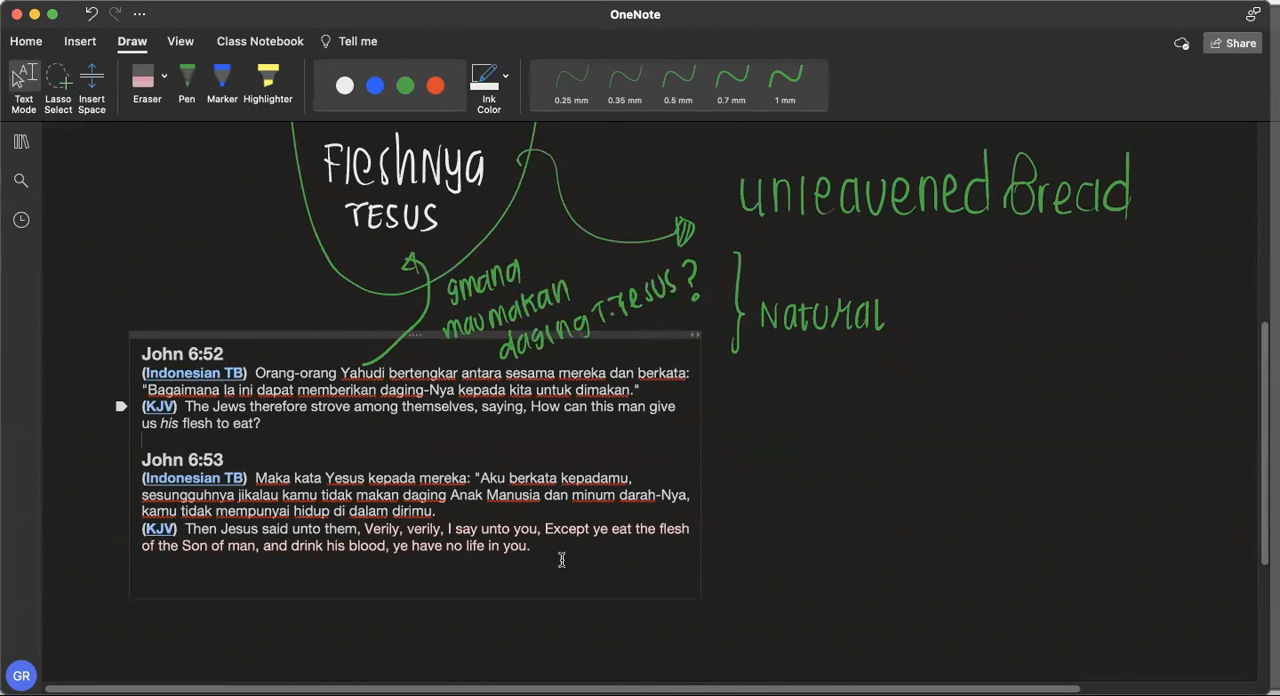 OneNote
Home Insert Draw View Class Notebook Tell me
Share
Text Mode
Lasso Select
Insert Space
Eraser
Pen
Marker
Highlighter
Ink Color
0.25 mm
0.35 mm
0.5 mm
0.7 mm
1 mm
FleshNya
YESUS
unleavened Bread
gmana
mau makan
daging T.Yesus?
Natural
John 6:52
(Indonesian TB) Orang-orang Yahudi bertengkar antara sesama mereka dan berkata:
"Bagaimana Ia ini dapat memberikan daging-Nya kepada kita untuk dimakan."
(KJV) The Jews therefore strove among themselves, saying, How can this man give
us his flesh to eat?
John 6:53
(Indonesian TB) Maka kata Yesus kepada mereka: "Aku berkata kepadamu,
sesungguhnya jikalau kamu tidak makan daging Anak Manusia dan minum darah-Nya,
kamu tidak mempunyai hidup di dalam dirimu.
(KJV) Then Jesus said unto them, Verily, verily, I say unto you, Except ye eat the flesh
of the Son of man, and drink his blood, ye have no life in you.
GR